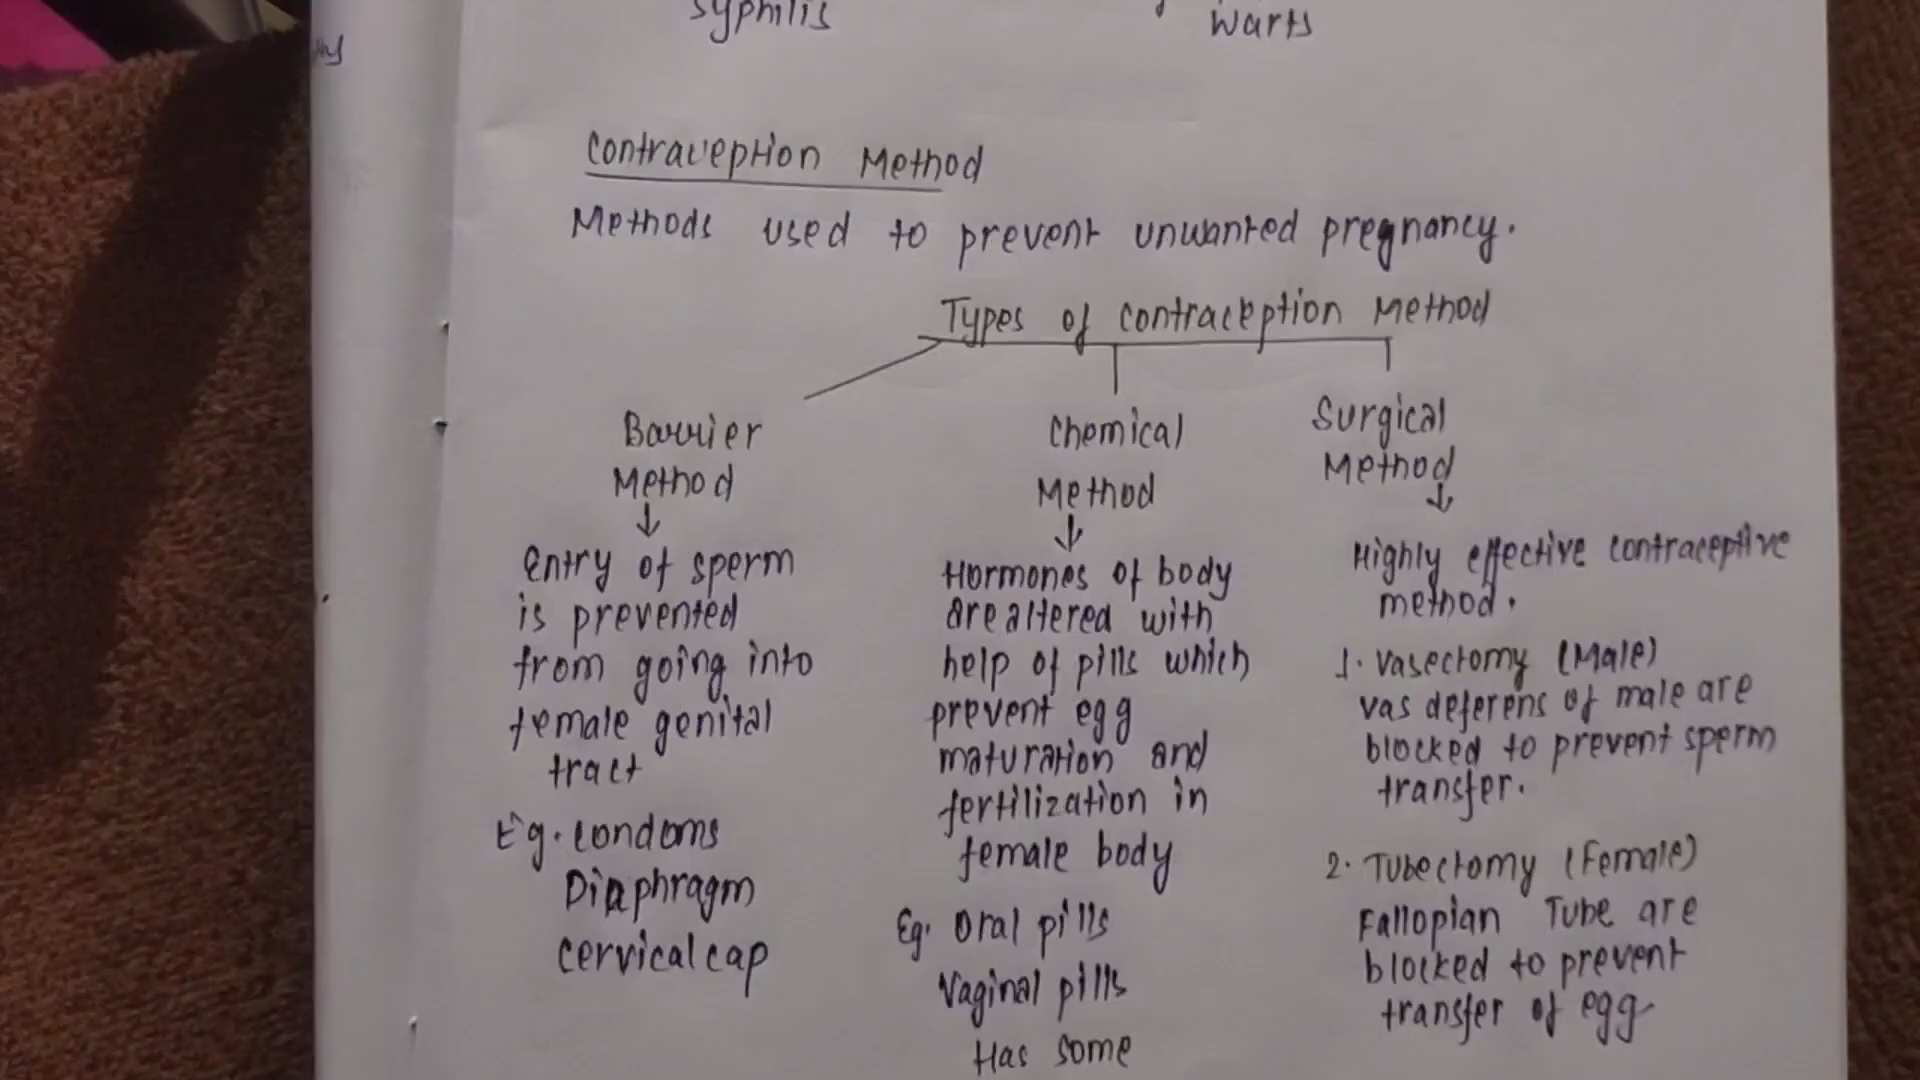 syphilis
warts
Contraception Method
Methods used to prevent unwanted pregnancy.
Types of contraception Method
Barrier
Method
↓
Entry of sperm
is prevented
from going into
female genital
tract
Eg. Condoms
Diaphragm
cervical cap
Chemical
Method
↓
Hormones of body
are altered with
help of pills which
prevent egg
maturation and
fertilization in
female body
Eg. Oral pills
Vaginal pills
Has some
Surgical
Method
↓
Highly effective contraceptive
method.
1. Vasectomy (Male)
vas deferens of male are
blocked to prevent sperm
transfer.
2. Tubectomy (Female)
Fallopian Tube are
blocked to prevent
transfer of egg